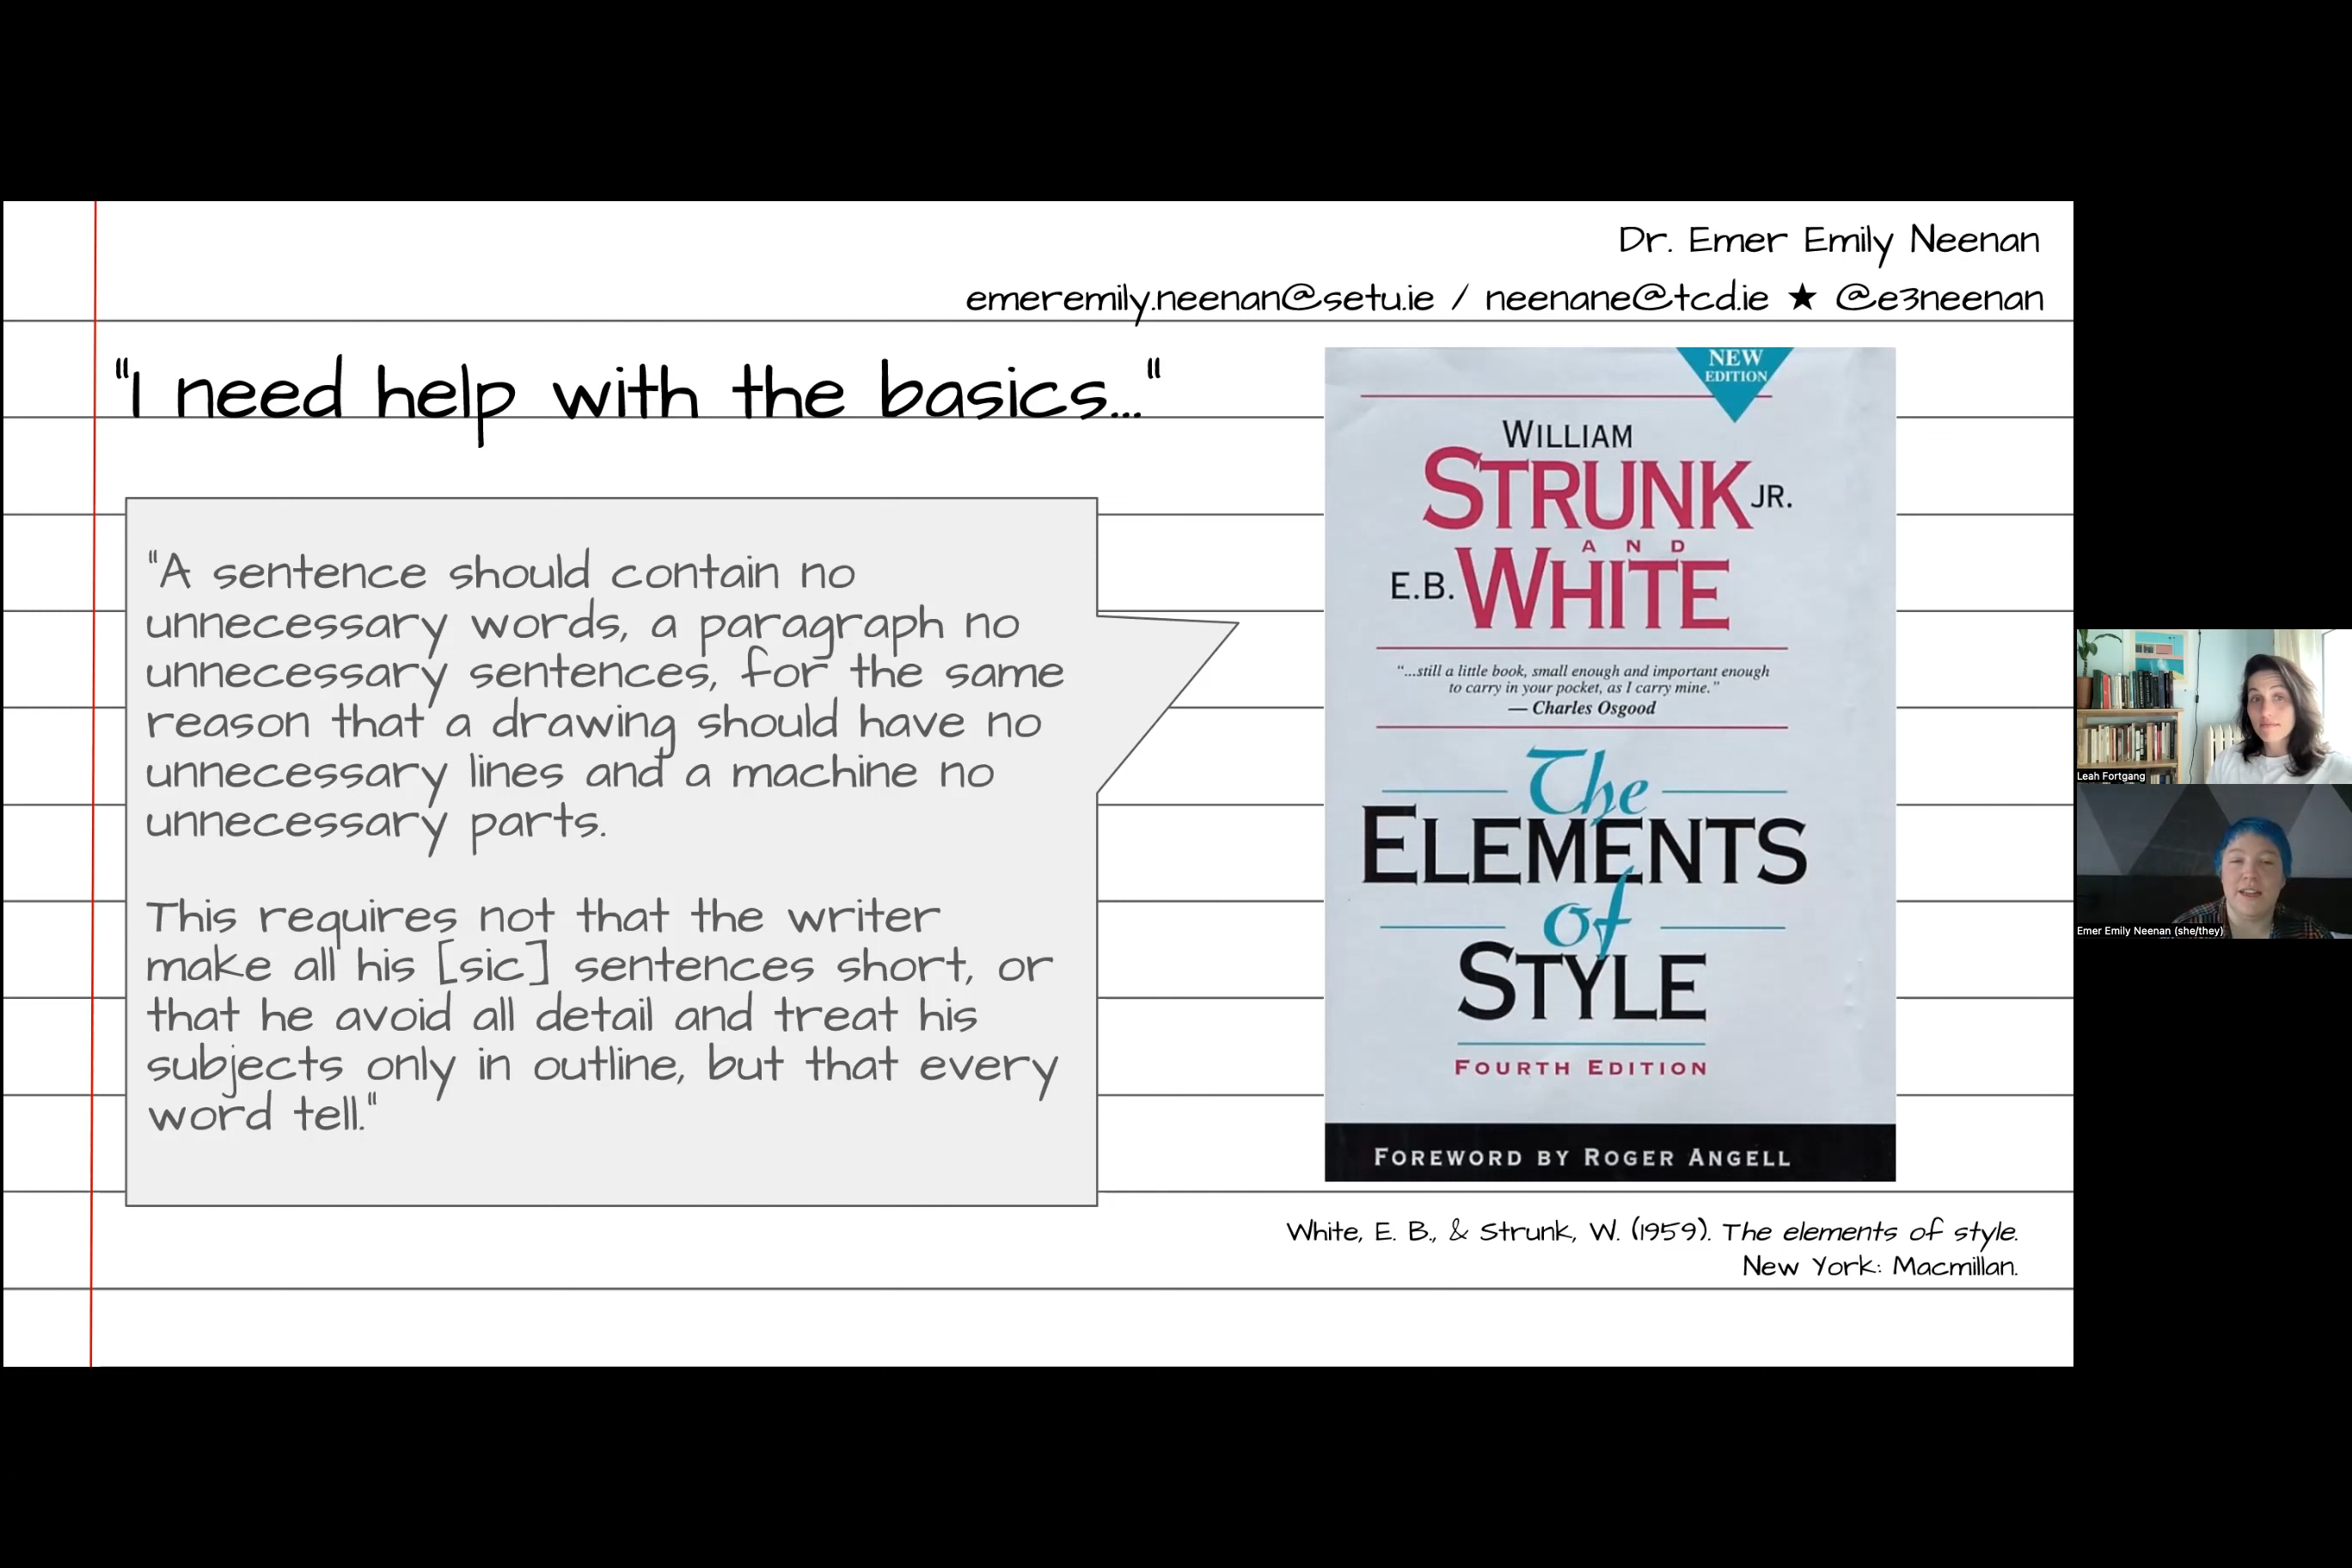 Dr. Emer Emily Neenan
emeremily.neenan@setu.ie / neenane@tcd.ie ★ @e3neenan
"I need help with the basics..."
"A sentence should contain no
unnecessary words, a paragraph no
unnecessary sentences, for the same
reason that a drawing should have no
unnecessary lines and a machine no
unnecessary parts.
This requires not that the writer
make all his [sic] sentences short, or
that he avoid all detail and treat his
subjects only in outline, but that every
word tell."
NEW
EDITION
WILLIAM
STRUNK JR.
AND
E.B. WHITE
"...still a little book, small enough and important enough
to carry in your pocket, as I carry mine."
— Charles Osgood
The
ELEMENTS
of
STYLE
FOURTH EDITION
FOREWORD BY ROGER ANGELL
White, E. B., & Strunk, W. (1959). The elements of style.
New York: Macmillan.
Leah Fortgang
Emer Emily Neenan (she/they)